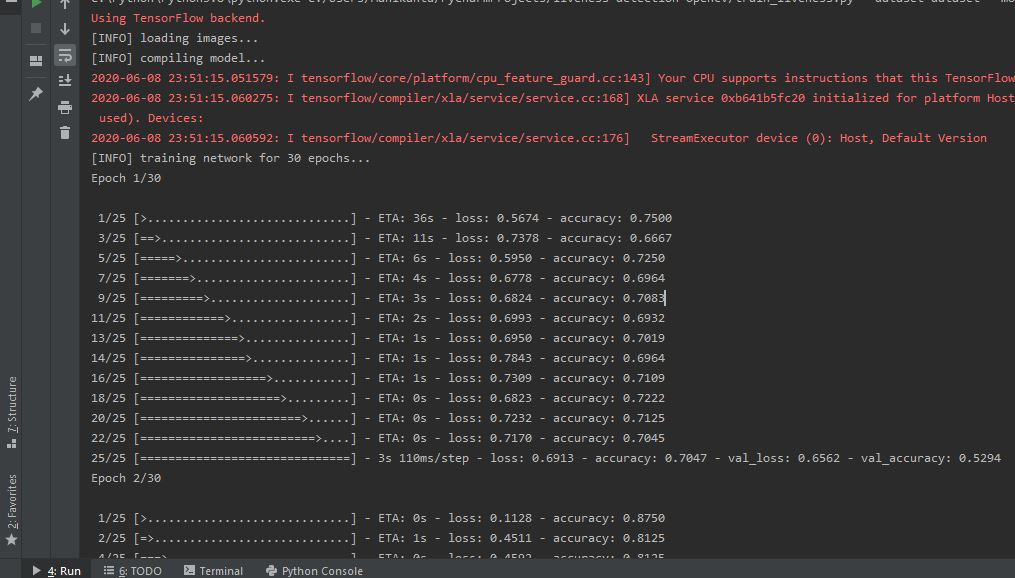 Using TensorFlow backend.
[INFO] loading images...
[INFO] compiling model...
2020-06-08 23:51:15.051579: I tensorflow/core/platform/cpu_feature_guard.cc:143] Your CPU supports instructions that this TensorFlow
2020-06-08 23:51:15.060275: I tensorflow/compiler/xla/service/service.cc:168] XLA service 0xb641b5fc20 initialized for platform Host
used). Devices:
2020-06-08 23:51:15.060592: I tensorflow/compiler/xla/service/service.cc:176]   StreamExecutor device (0): Host, Default Version
[INFO] training network for 30 epochs...
Epoch 1/30
1/25 [>.............................] - ETA: 36s - loss: 0.5674 - accuracy: 0.7500
3/25 [==>...........................] - ETA: 11s - loss: 0.7378 - accuracy: 0.6667
5/25 [=====>........................] - ETA: 6s - loss: 0.5950 - accuracy: 0.7250
7/25 [=======>......................] - ETA: 4s - loss: 0.6778 - accuracy: 0.6964
9/25 [=========>....................] - ETA: 3s - loss: 0.6824 - accuracy: 0.7083
11/25 [============>.................] - ETA: 2s - loss: 0.6993 - accuracy: 0.6932
13/25 [==============>...............] - ETA: 1s - loss: 0.6950 - accuracy: 0.7019
14/25 [===============>..............] - ETA: 1s - loss: 0.7843 - accuracy: 0.6964
16/25 [==================>...........] - ETA: 1s - loss: 0.7309 - accuracy: 0.7109
18/25 [====================>.........] - ETA: 0s - loss: 0.6823 - accuracy: 0.7222
20/25 [=======================>......] - ETA: 0s - loss: 0.7232 - accuracy: 0.7125
22/25 [=========================>....] - ETA: 0s - loss: 0.7170 - accuracy: 0.7045
25/25 [==============================] - 3s 110ms/step - loss: 0.6913 - accuracy: 0.7047 - val_loss: 0.6562 - val_accuracy: 0.5294
Epoch 2/30
1/25 [>.............................] - ETA: 0s - loss: 0.1128 - accuracy: 0.8750
2/25 [=>............................] - ETA: 1s - loss: 0.4511 - accuracy: 0.8125
4/25 [===>..........................] - ETA: 0s - loss: 0.4592 - accuracy: 0.8125
7: Structure
2: Favorites
4: Run
6: TODO
Terminal
Python Console